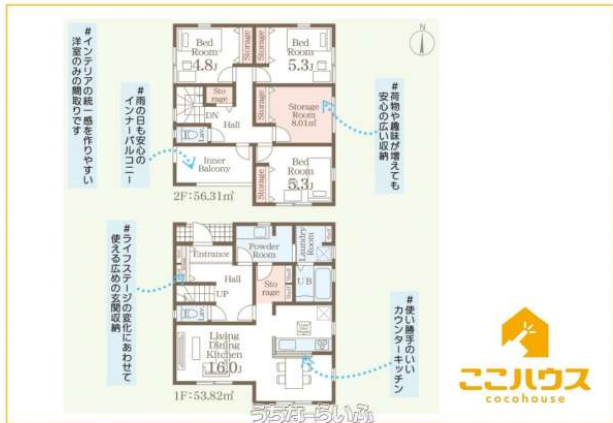 #インテリアの統一感を作りやすい
洋室のみの間取りです
#雨の日も安心の
インナーバルコニー
N
Bed
Room
4.8J
Storage
Storage
Bed
Room
5.3J
Sto
rage
DN
Hall
Storage
Storage
Room
8.01㎡
Inner
Balcony
Storage
Bed
Room
5.3J
2F:56.31㎡
#荷物や趣味が増えても
安心の広い収納
#ライフステージの変化にあわせて
使える広めの玄関収納
Entrance
Powder
Room
Laundry
Room
Hall
UP
Sto
rage
UB
Living
Dining
Kitchen
16.0J
1F:53.82㎡
#使い勝手のいい
カウンターキッチン
ここハウス
cocohouse
うちなーらいふ